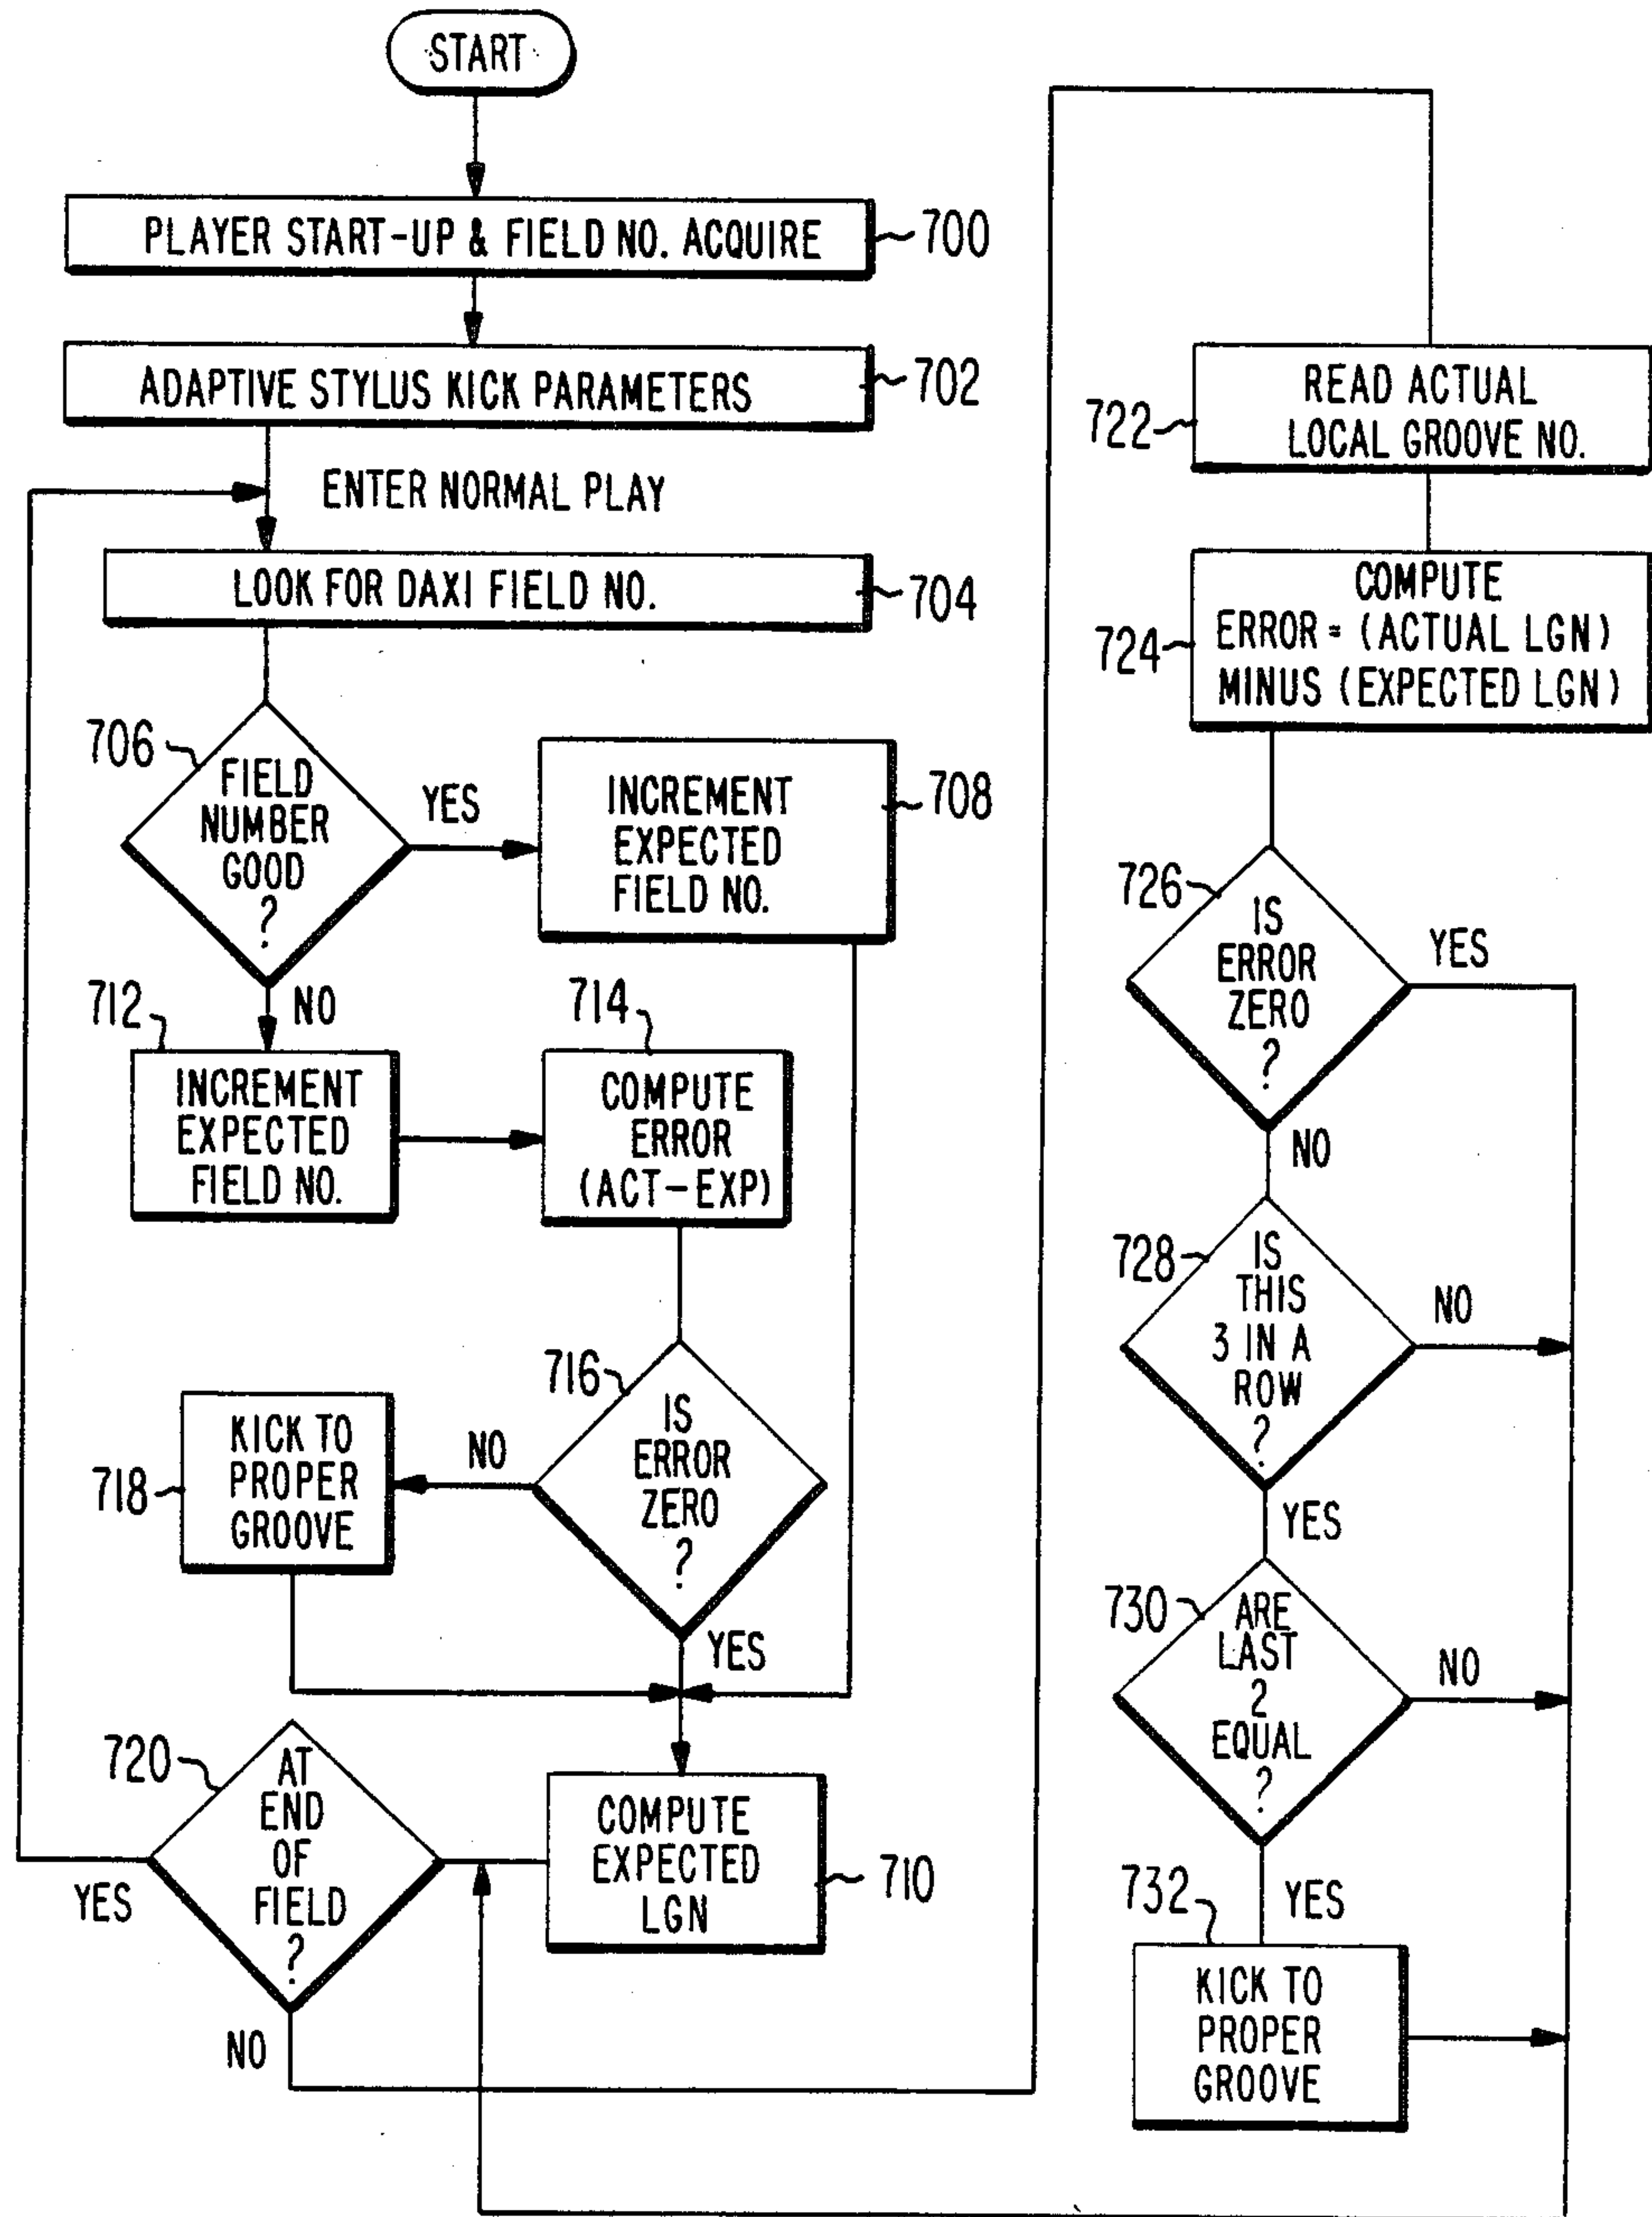 START
PLAYER START-UP & FIELD NO. ACQUIRE
700
ADAPTIVE STYLUS KICK PARAMETERS
702
ENTER NORMAL PLAY
LOOK FOR DAXI FIELD NO.
704
706
FIELD
NUMBER
GOOD
?
YES
INCREMENT
EXPECTED
FIELD NO.
708
NO
712
INCREMENT
EXPECTED
FIELD NO.
714
COMPUTE
ERROR
(ACT-EXP)
716
IS
ERROR
ZERO
?
NO
718
KICK TO
PROPER
GROOVE
YES
720
AT
END
OF
FIELD
?
YES
NO
COMPUTE
EXPECTED
LGN
710
722
READ ACTUAL
LOCAL GROOVE NO.
724
COMPUTE
ERROR = (ACTUAL LGN)
MINUS (EXPECTED LGN)
726
IS
ERROR
ZERO
?
YES
NO
728
IS
THIS
3 IN A
ROW
?
NO
YES
730
ARE
LAST
2
EQUAL
?
NO
YES
732
KICK TO
PROPER
GROOVE